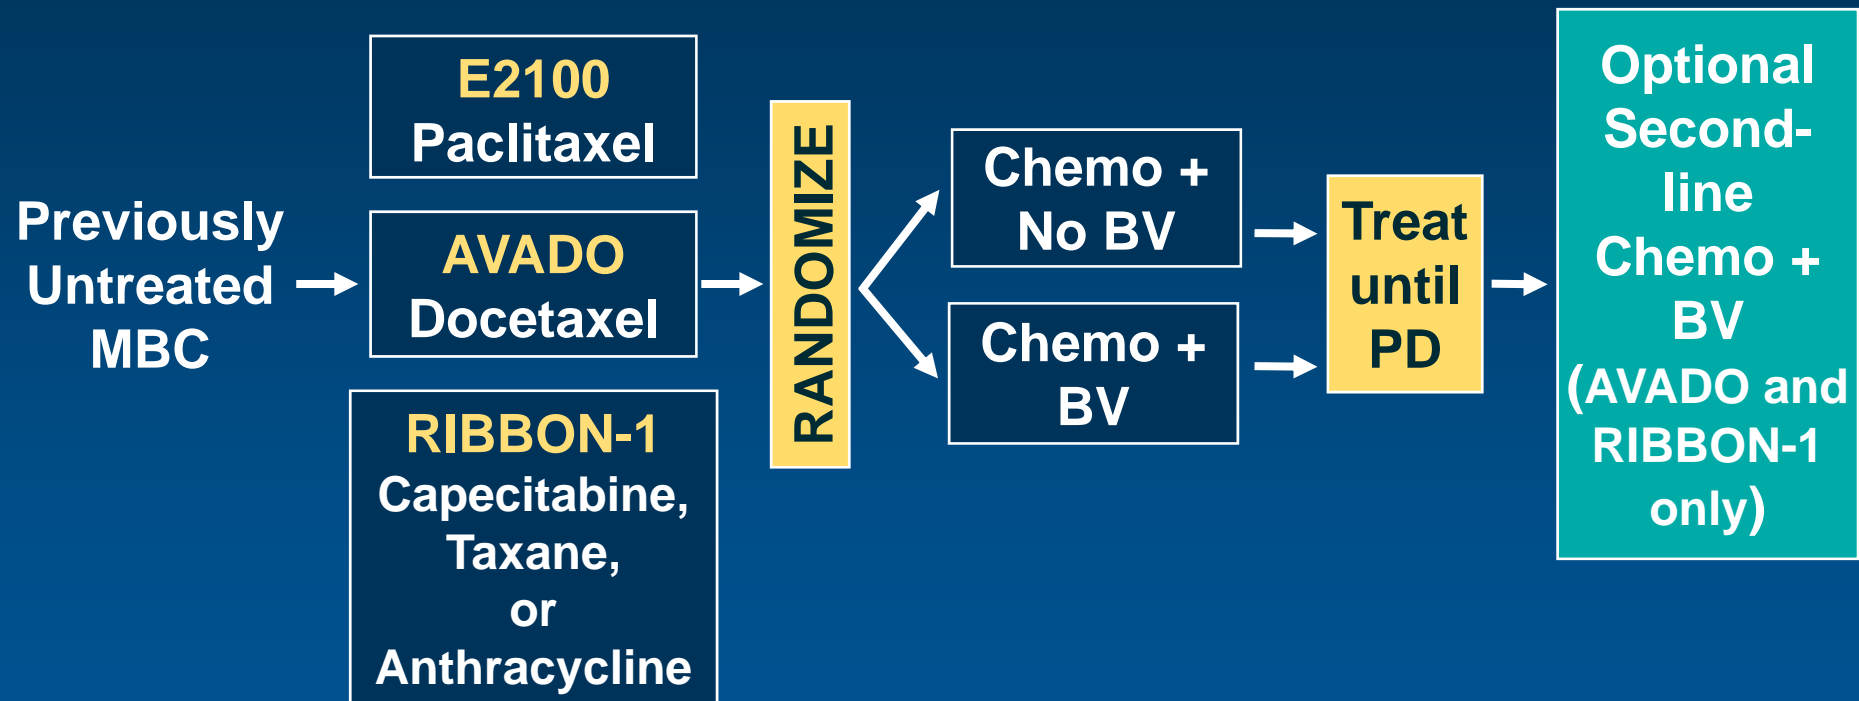 Previously
Untreated
MBC
E2100
Paclitaxel
AVADO
Docetaxel
RIBBON-1
Capecitabine,
Taxane,
or
Anthracycline
RANDOMIZE
Chemo +
No BV
Chemo +
BV
Treat
until
PD
Optional
Second-
line
Chemo +
BV
(AVADO and
RIBBON-1
only)